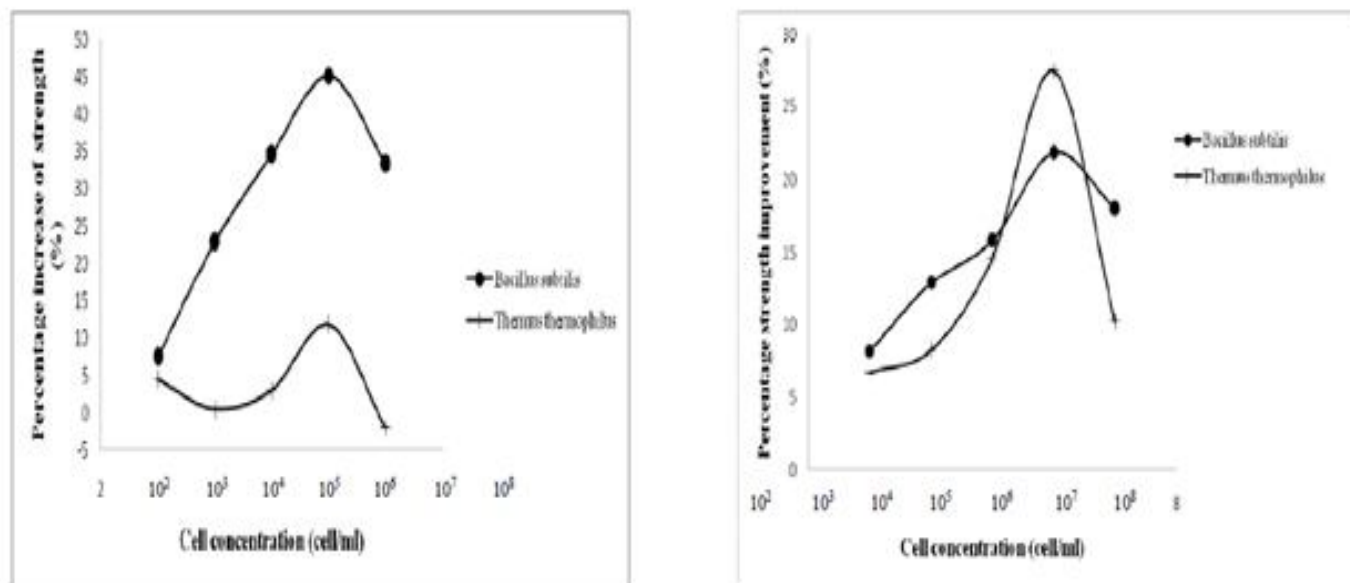 50
45
40
35
30
25
20
15
10
5
0
-5
Percentage increase of strength
(%)
2 10² 10³ 10⁴ 10⁵ 10⁶ 10⁷ 10⁸
Cell concentration (cell/ml)
Bacillus subtilis
Thermus thermophilus
30
25
20
15
10
5
0
Percentage strength improvement (%)
10² 10³ 10⁴ 10⁵ 10⁶ 10⁷ 10⁸ 8
Cell concentration (cell/ml)
Bacillus subtilis
Thermus thermophilus